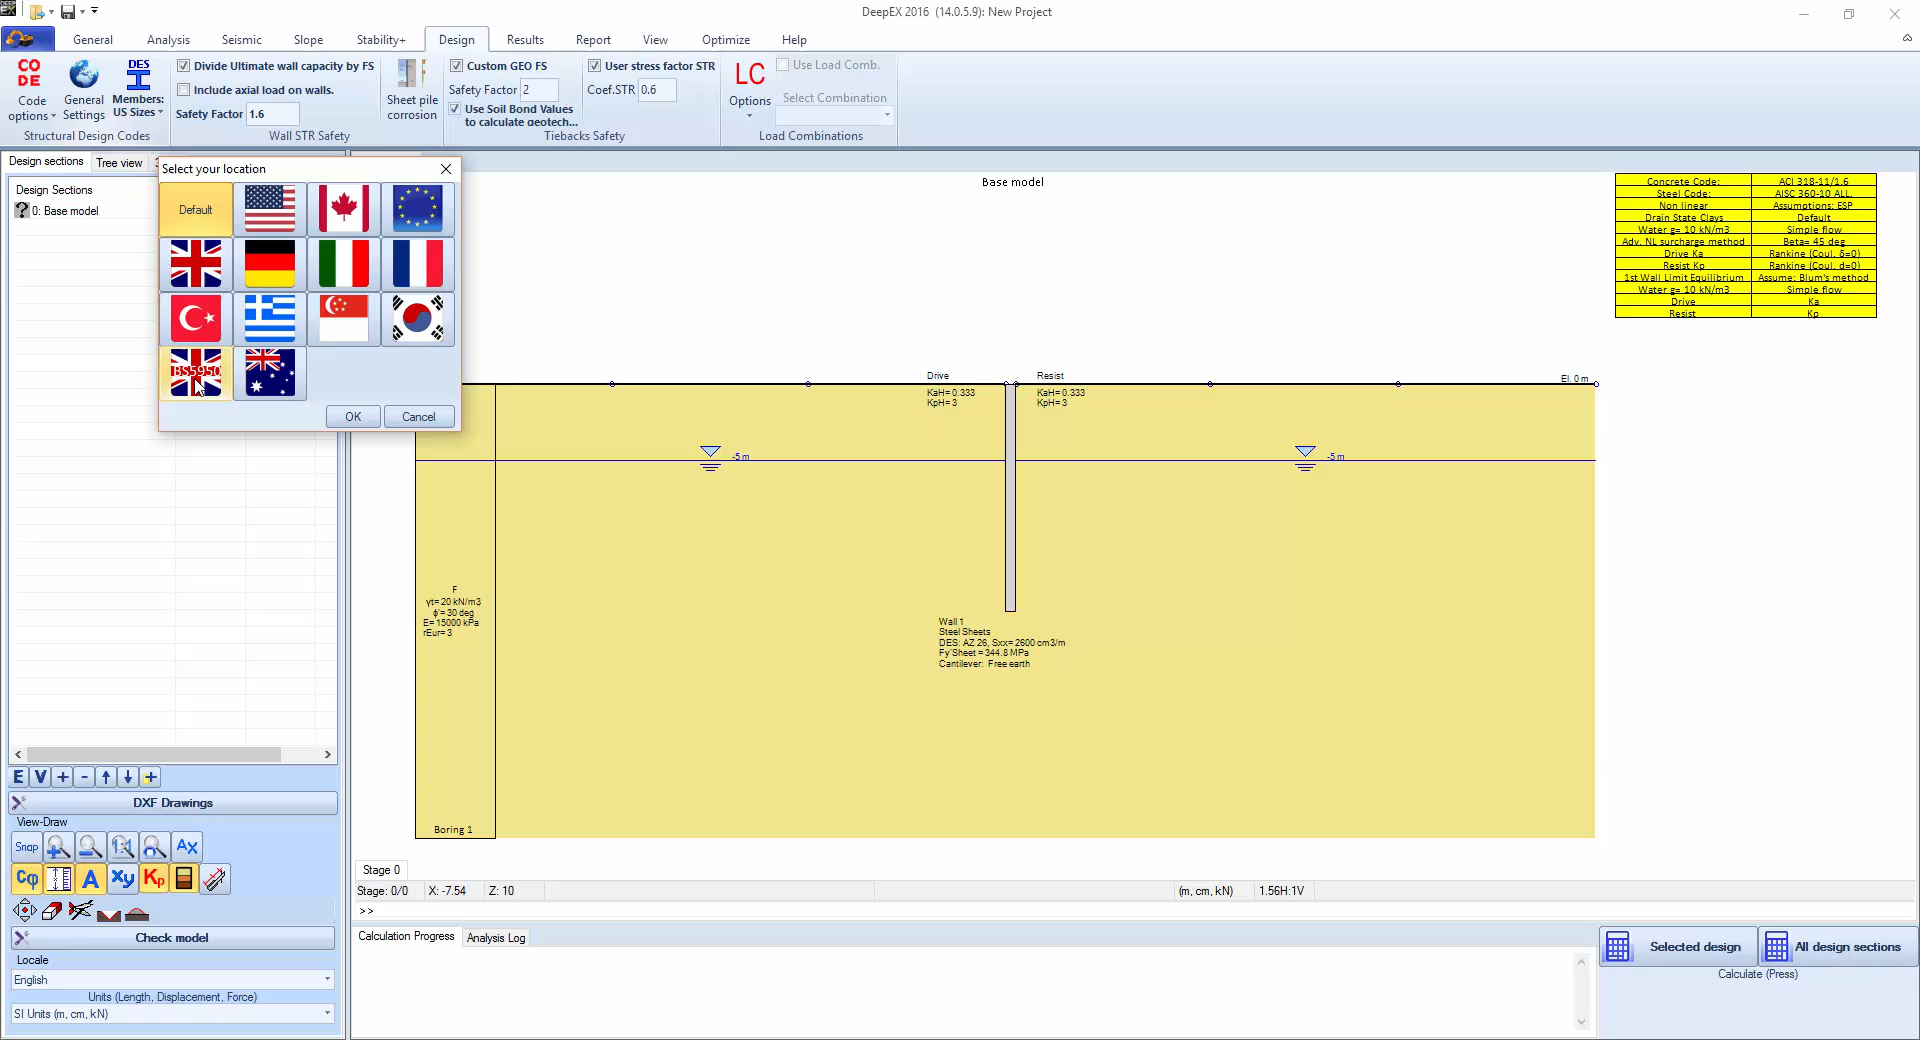 DeepEX 2016 (14.0.5.9): New Project
General
Analysis
Seismic
Slope
Stability+
Design
Results
Report
View
Optimize
Help
CO
DE
Code
options
General
Settings
DES
Members:
US Sizes
Structural Design Codes
Divide Ultimate wall capacity by FS
Include axial load on walls.
Safety Factor 1.6
Wall STR Safety
Sheet pile
corrosion
Custom GEO FS
Safety Factor 2
Use Soil Bond Values
to calculate geotech...
User stress factor STR
Coef.STR 0.6
Tiebacks Safety
LC
Options
Use Load Comb.
Select Combination
Load Combinations
Design sections
Tree view
Design Sections
0: Base model
Select your location
Default
BS5950
OK
Cancel
Base model
Concrete Code: ACI 318-11/1.6
Steel Code: AISC 360-10 ALL.
Non linear Assumptions: ESP
Drain State Clays Default
Water g= 10 kN/m3 Simple flow
Adv. NL surcharge method Beta= 45 deg
Drive Ka Rankine (Coul. δ=0)
Resist Kp Rankine (Coul. d=0)
1st Wall Limit Equilibrium Assume: Blum's method
Water g= 10 kN/m3 Simple flow
Drive Ka
Resist Kp
Drive
KaH= 0.333
KpH= 3
Resist
KaH= 0.333
KpH= 3
El. 0 m
-5 m
-5 m
F
γt= 20 kN/m3
ϕ'= 30 deg
E= 15000 kPa
rEur= 3
Wall 1
Steel Sheets
DES: AZ 26, Sxx= 2600 cm3/m
Fy'Sheet = 344.8 MPa
Cantilever: Free earth
Boring 1
E V + - +
DXF Drawings
View-Draw
Snap
1:1
Ax
Cφ
A
Xy
Kp
Check model
Locale
English
Units (Length, Displacement, Force)
SI Units (m, cm, kN)
Stage 0
Stage: 0/0
X: -7.54
Z: 10
(m, cm, kN)
1.56H:1V
>>
Calculation Progress
Analysis Log
Selected design
All design sections
Calculate (Press)